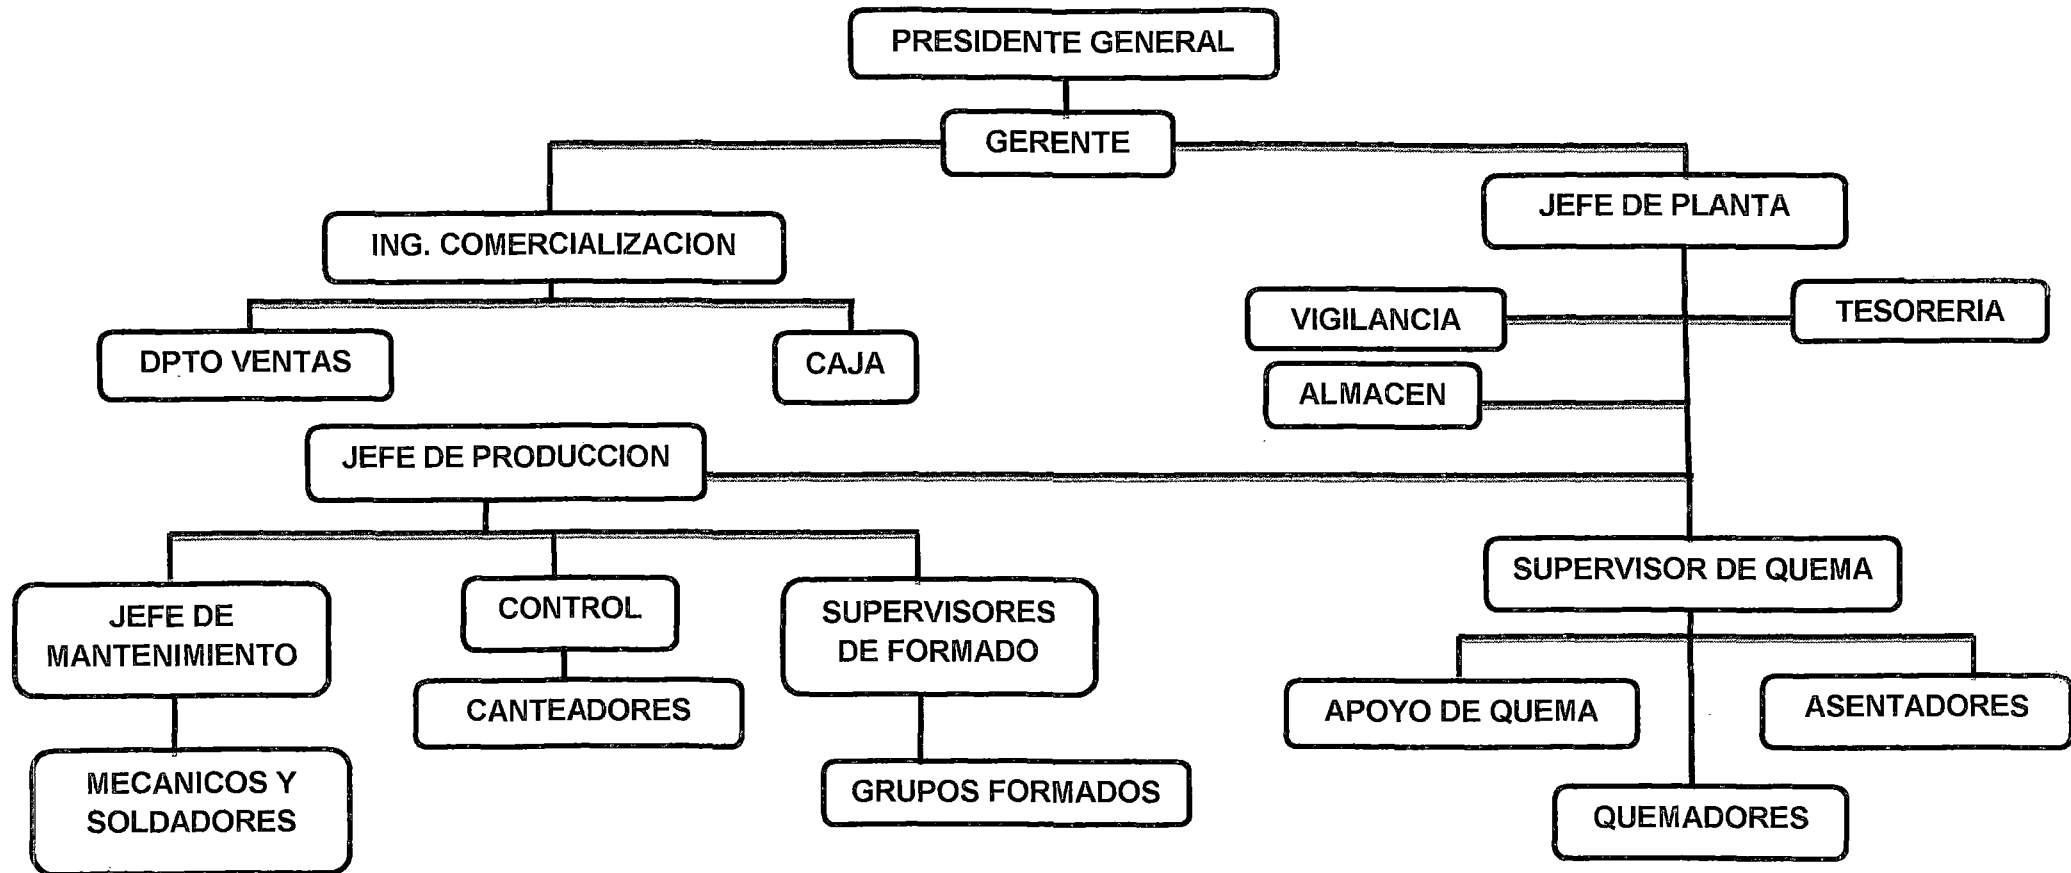 PRESIDENTE GENERAL
GERENTE
JEFE DE PLANTA
ING. COMERCIALIZACION
VIGILANCIA
TESORERIA
DPTO VENTAS
CAJA
ALMACEN
JEFE DE PRODUCCION
SUPERVISOR DE QUEMA
JEFE DE
MANTENIMIENTO
CONTROL
SUPERVISORES
DE FORMADO
CANTEADORES
APOYO DE QUEMA
ASENTADORES
MECANICOS Y
SOLDADORES
GRUPOS FORMADOS
QUEMADORES